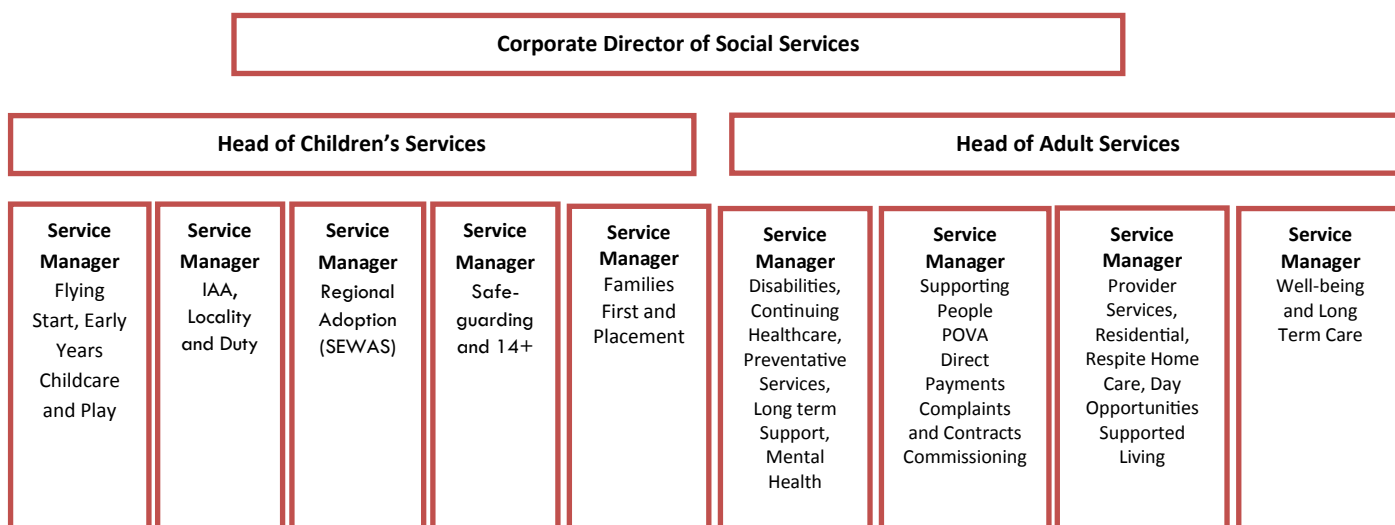 Corporate Director of Social Services
Head of Children’s Services
Head of Adult Services
Service
Manager
Flying
Start, Early
Years
Childcare
and Play
Service
Manager
IAA,
Locality
and Duty
Service
Manager
Regional
Adoption
(SEWAS)
Service
Manager
Safe-
guarding
and 14+
Service
Manager
Families
First and
Placement
Service
Manager
Disabilities,
Continuing
Healthcare,
Preventative
Services,
Long term
Support,
Mental
Health
Service
Manager
Supporting
People
POVA
Direct
Payments
Complaints
and Contracts
Commissioning
Service
Manager
Provider
Services,
Residential,
Respite Home
Care, Day
Opportunities
Supported
Living
Service
Manager
Well-being
and Long
Term Care